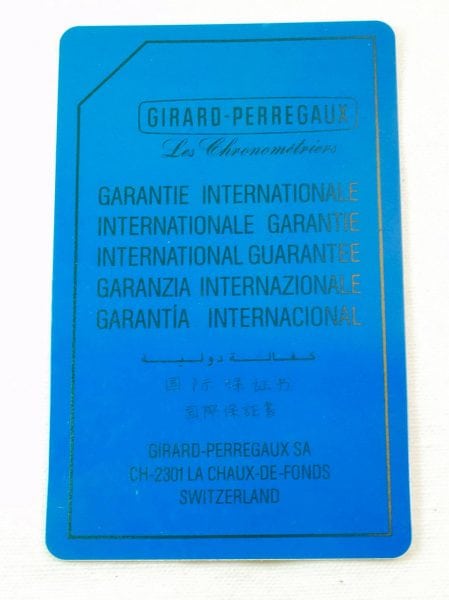 GIRARD-PERREGAUX
Les Chronométriers
GARANTIE INTERNATIONALE
INTERNATIONALE GARANTIE
INTERNATIONAL GUARANTEE
GARANZIA INTERNAZIONALE
GARANTÍA INTERNACIONAL
كفالة دولية
国际保证书
國際保証書
GIRARD-PERREGAUX SA
CH-2301 LA CHAUX-DE-FONDS
SWITZERLAND